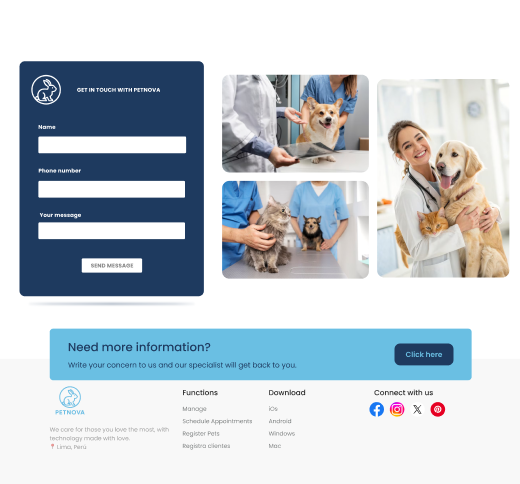 GET IN TOUCH WITH PETNOVA
Name
Phone number
Your message
SEND MESSAGE
Need more information?
Write your concern to us and our specialist will get back to you.
Click here
PETNOVA
We care for those you love the most, with
technology made with love.
Lima, Perú
Functions
Manage
Schedule Appointments
Register Pets
Registra clientes
Download
iOs
Android
Windows
Mac
Connect with us